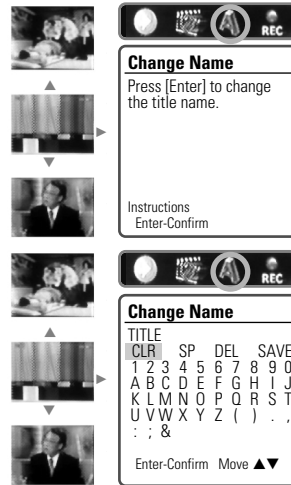 REC
Change Name
Press [Enter] to change
the title name.
Instructions
Enter-Confirm
REC
Change Name
TITLE
CLR SP DEL SAVE
1 2 3 4 5 6 7 8 9 0
A B C D E F G H I J
K L M N O P Q R S T
U V W X Y Z ( ) . ,
: ; &
Enter-Confirm Move ▲▼